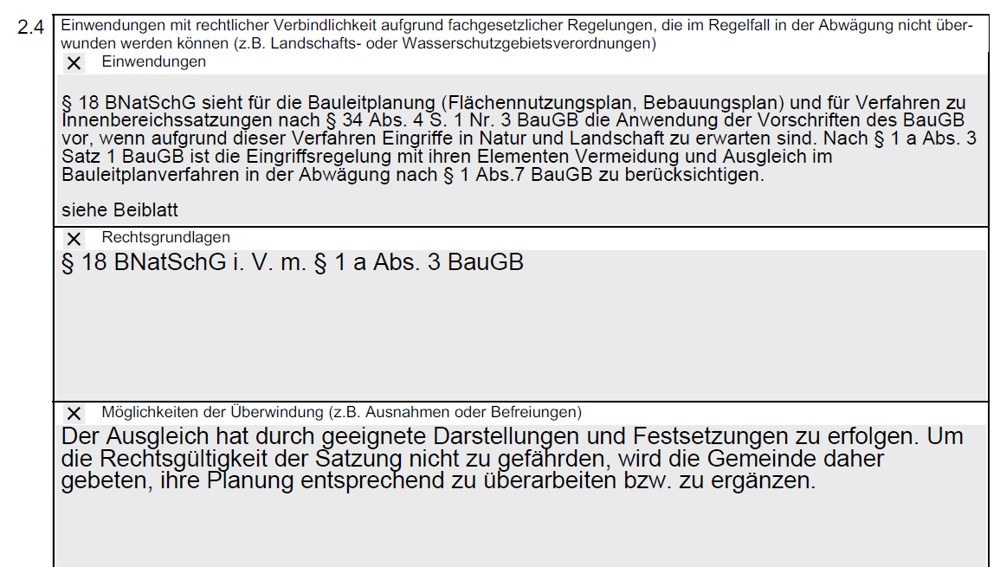 2.4 Einwendungen mit rechtlicher Verbindlichkeit aufgrund fachgesetzlicher Regelungen, die im Regelfall in der Abwägung nicht über-
wunden werden können (z.B. Landschafts- oder Wasserschutzgebietsverordnungen)
X Einwendungen
§ 18 BNatSchG sieht für die Bauleitplanung (Flächennutzungsplan, Bebauungsplan) und für Verfahren zu
Innenbereichssatzungen nach § 34 Abs. 4 S. 1 Nr. 3 BauGB die Anwendung der Vorschriften des BauGB
vor, wenn aufgrund dieser Verfahren Eingriffe in Natur und Landschaft zu erwarten sind. Nach § 1 a Abs. 3
Satz 1 BauGB ist die Eingriffsregelung mit ihren Elementen Vermeidung und Ausgleich im
Bauleitplanverfahren in der Abwägung nach § 1 Abs.7 BauGB zu berücksichtigen.
siehe Beiblatt
X Rechtsgrundlagen
§ 18 BNatSchG i. V. m. § 1 a Abs. 3 BauGB
X Möglichkeiten der Überwindung (z.B. Ausnahmen oder Befreiungen)
Der Ausgleich hat durch geeignete Darstellungen und Festsetzungen zu erfolgen. Um
die Rechtsgültigkeit der Satzung nicht zu gefährden, wird die Gemeinde daher
gebeten, ihre Planung entsprechend zu überarbeiten bzw. zu ergänzen.